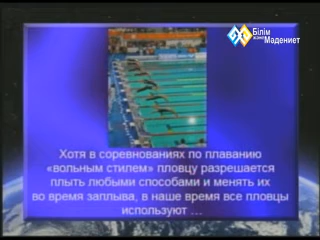 Білім
және
Мәдениет
Хотя в соревнованиях по плаванию
«вольным стилем» пловцу разрешается
плыть любыми способами и менять их
во время заплыва, в наше время все пловцы
используют ...